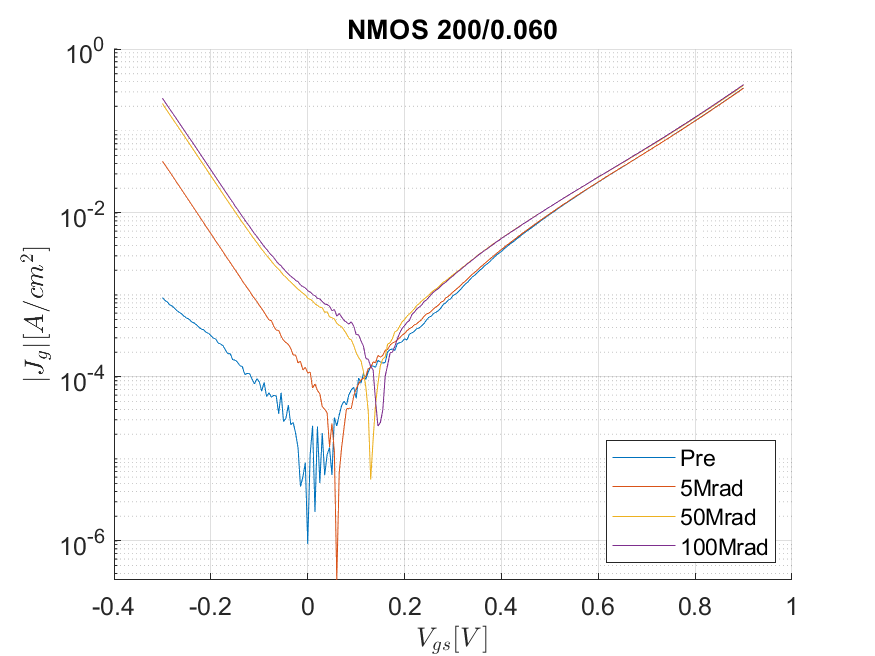 NMOS 200/0.060
10^0
10^-2
10^-4
10^-6
|J_g|[A/cm^2]
-0.4 -0.2 0 0.2 0.4 0.6 0.8 1
V_gs[V]
Pre
5Mrad
50Mrad
100Mrad